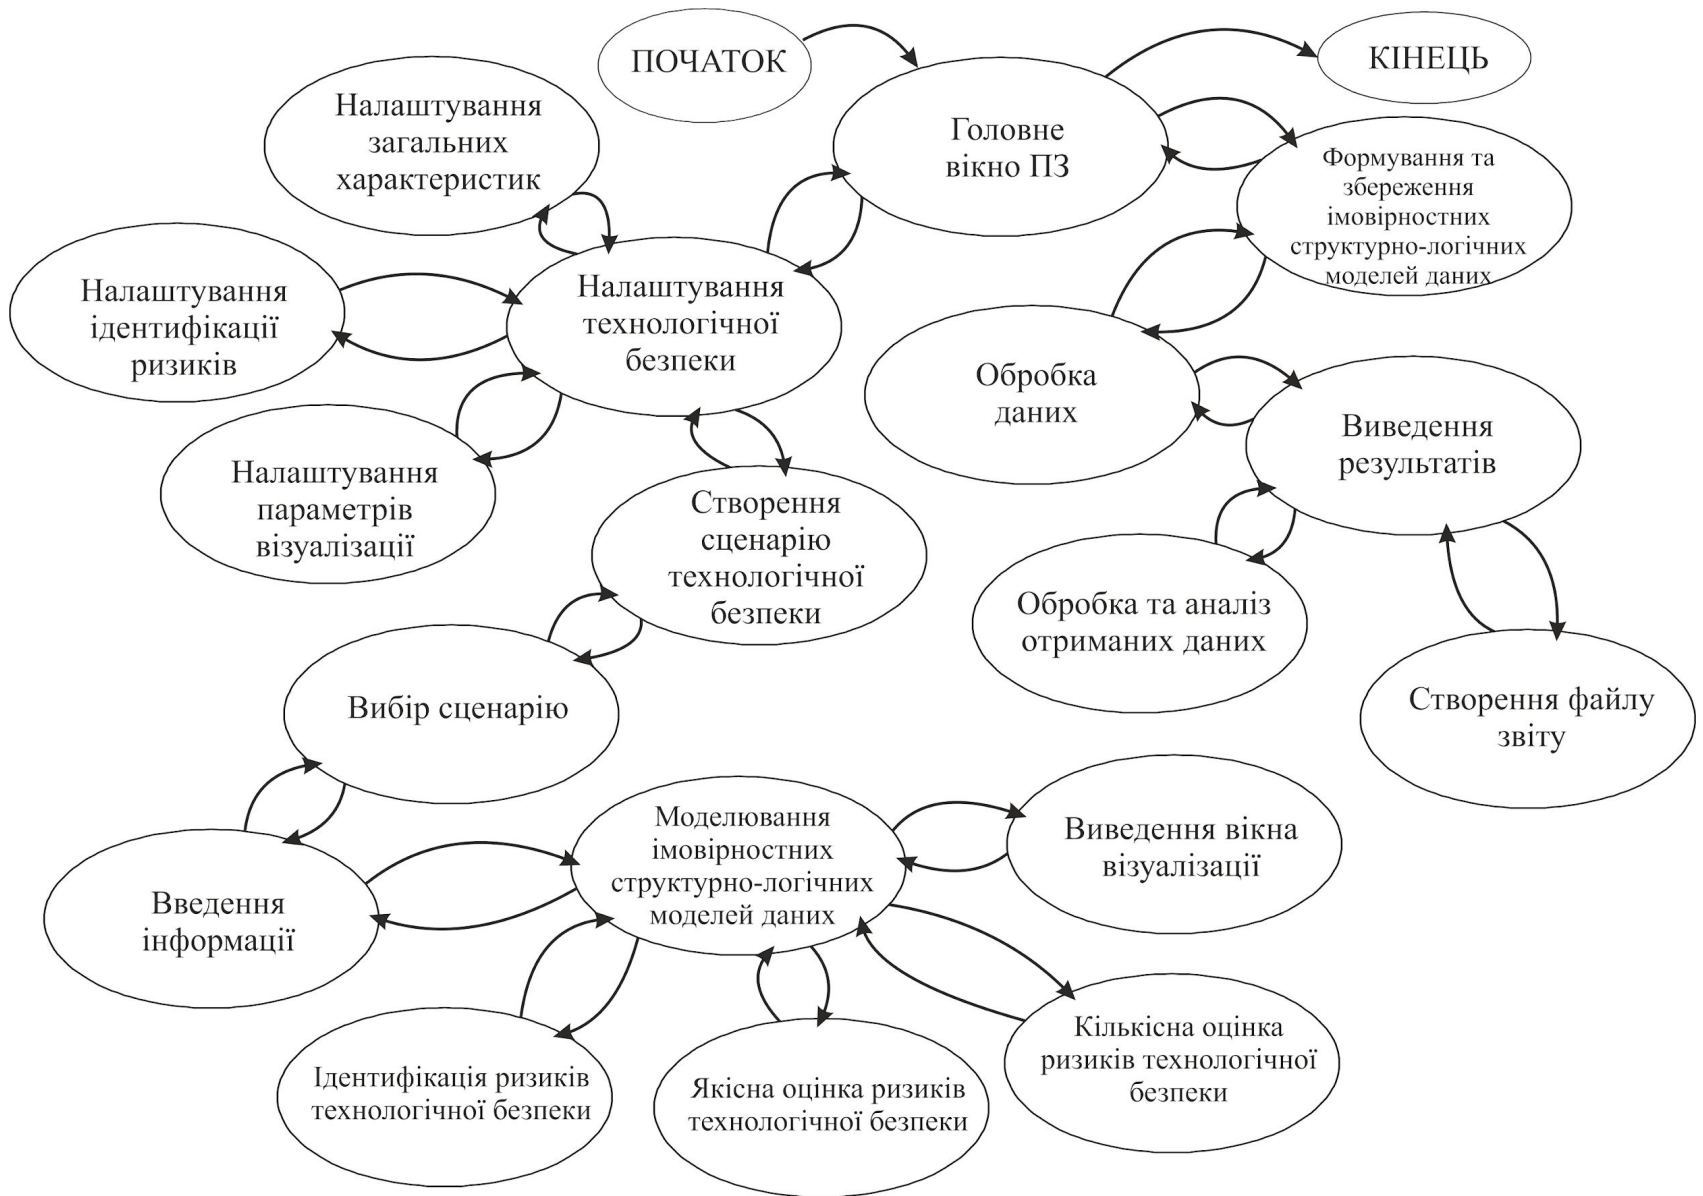 ПОЧАТОК
КІНЕЦЬ
Налаштування
загальних
характеристик
Головне
вікно ПЗ
Формування та
збереження
імовірностних
структурно-логічних
моделей даних
Налаштування
ідентифікації
ризиків
Налаштування
технологічної
безпеки
Обробка
даних
Виведення
результатів
Налаштування
параметрів
візуалізації
Створення
сценарію
технологічної
безпеки
Обробка та аналіз
отриманих даних
Вибір сценарію
Створення файлу
звіту
Моделювання
імовірностних
структурно-логічних
моделей даних
Виведення вікна
візуалізації
Введення
інформації
Ідентифікація ризиків
технологічної безпеки
Якісна оцінка ризиків
технологічної безпеки
Кількісна оцінка
ризиків технологічної
безпеки